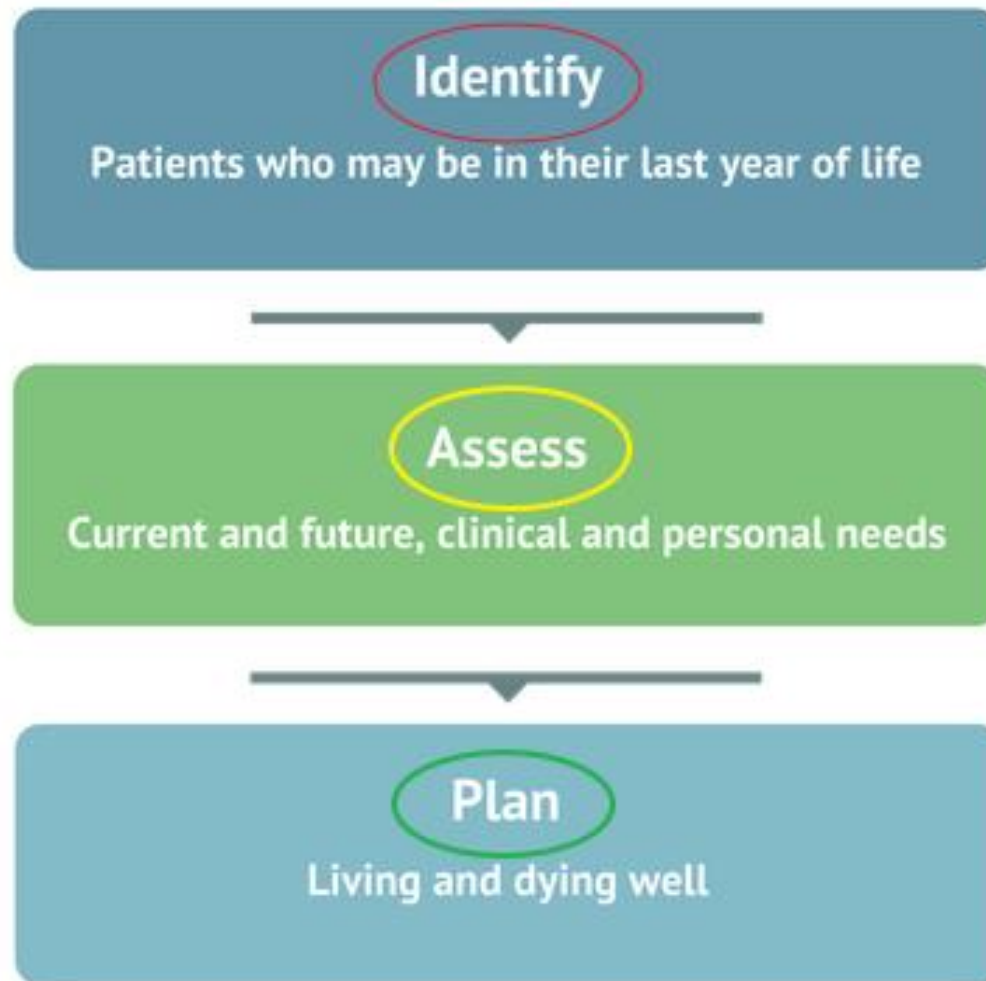 Identify
Patients who may be in their last year of life
Assess
Current and future, clinical and personal needs
Plan
Living and dying well